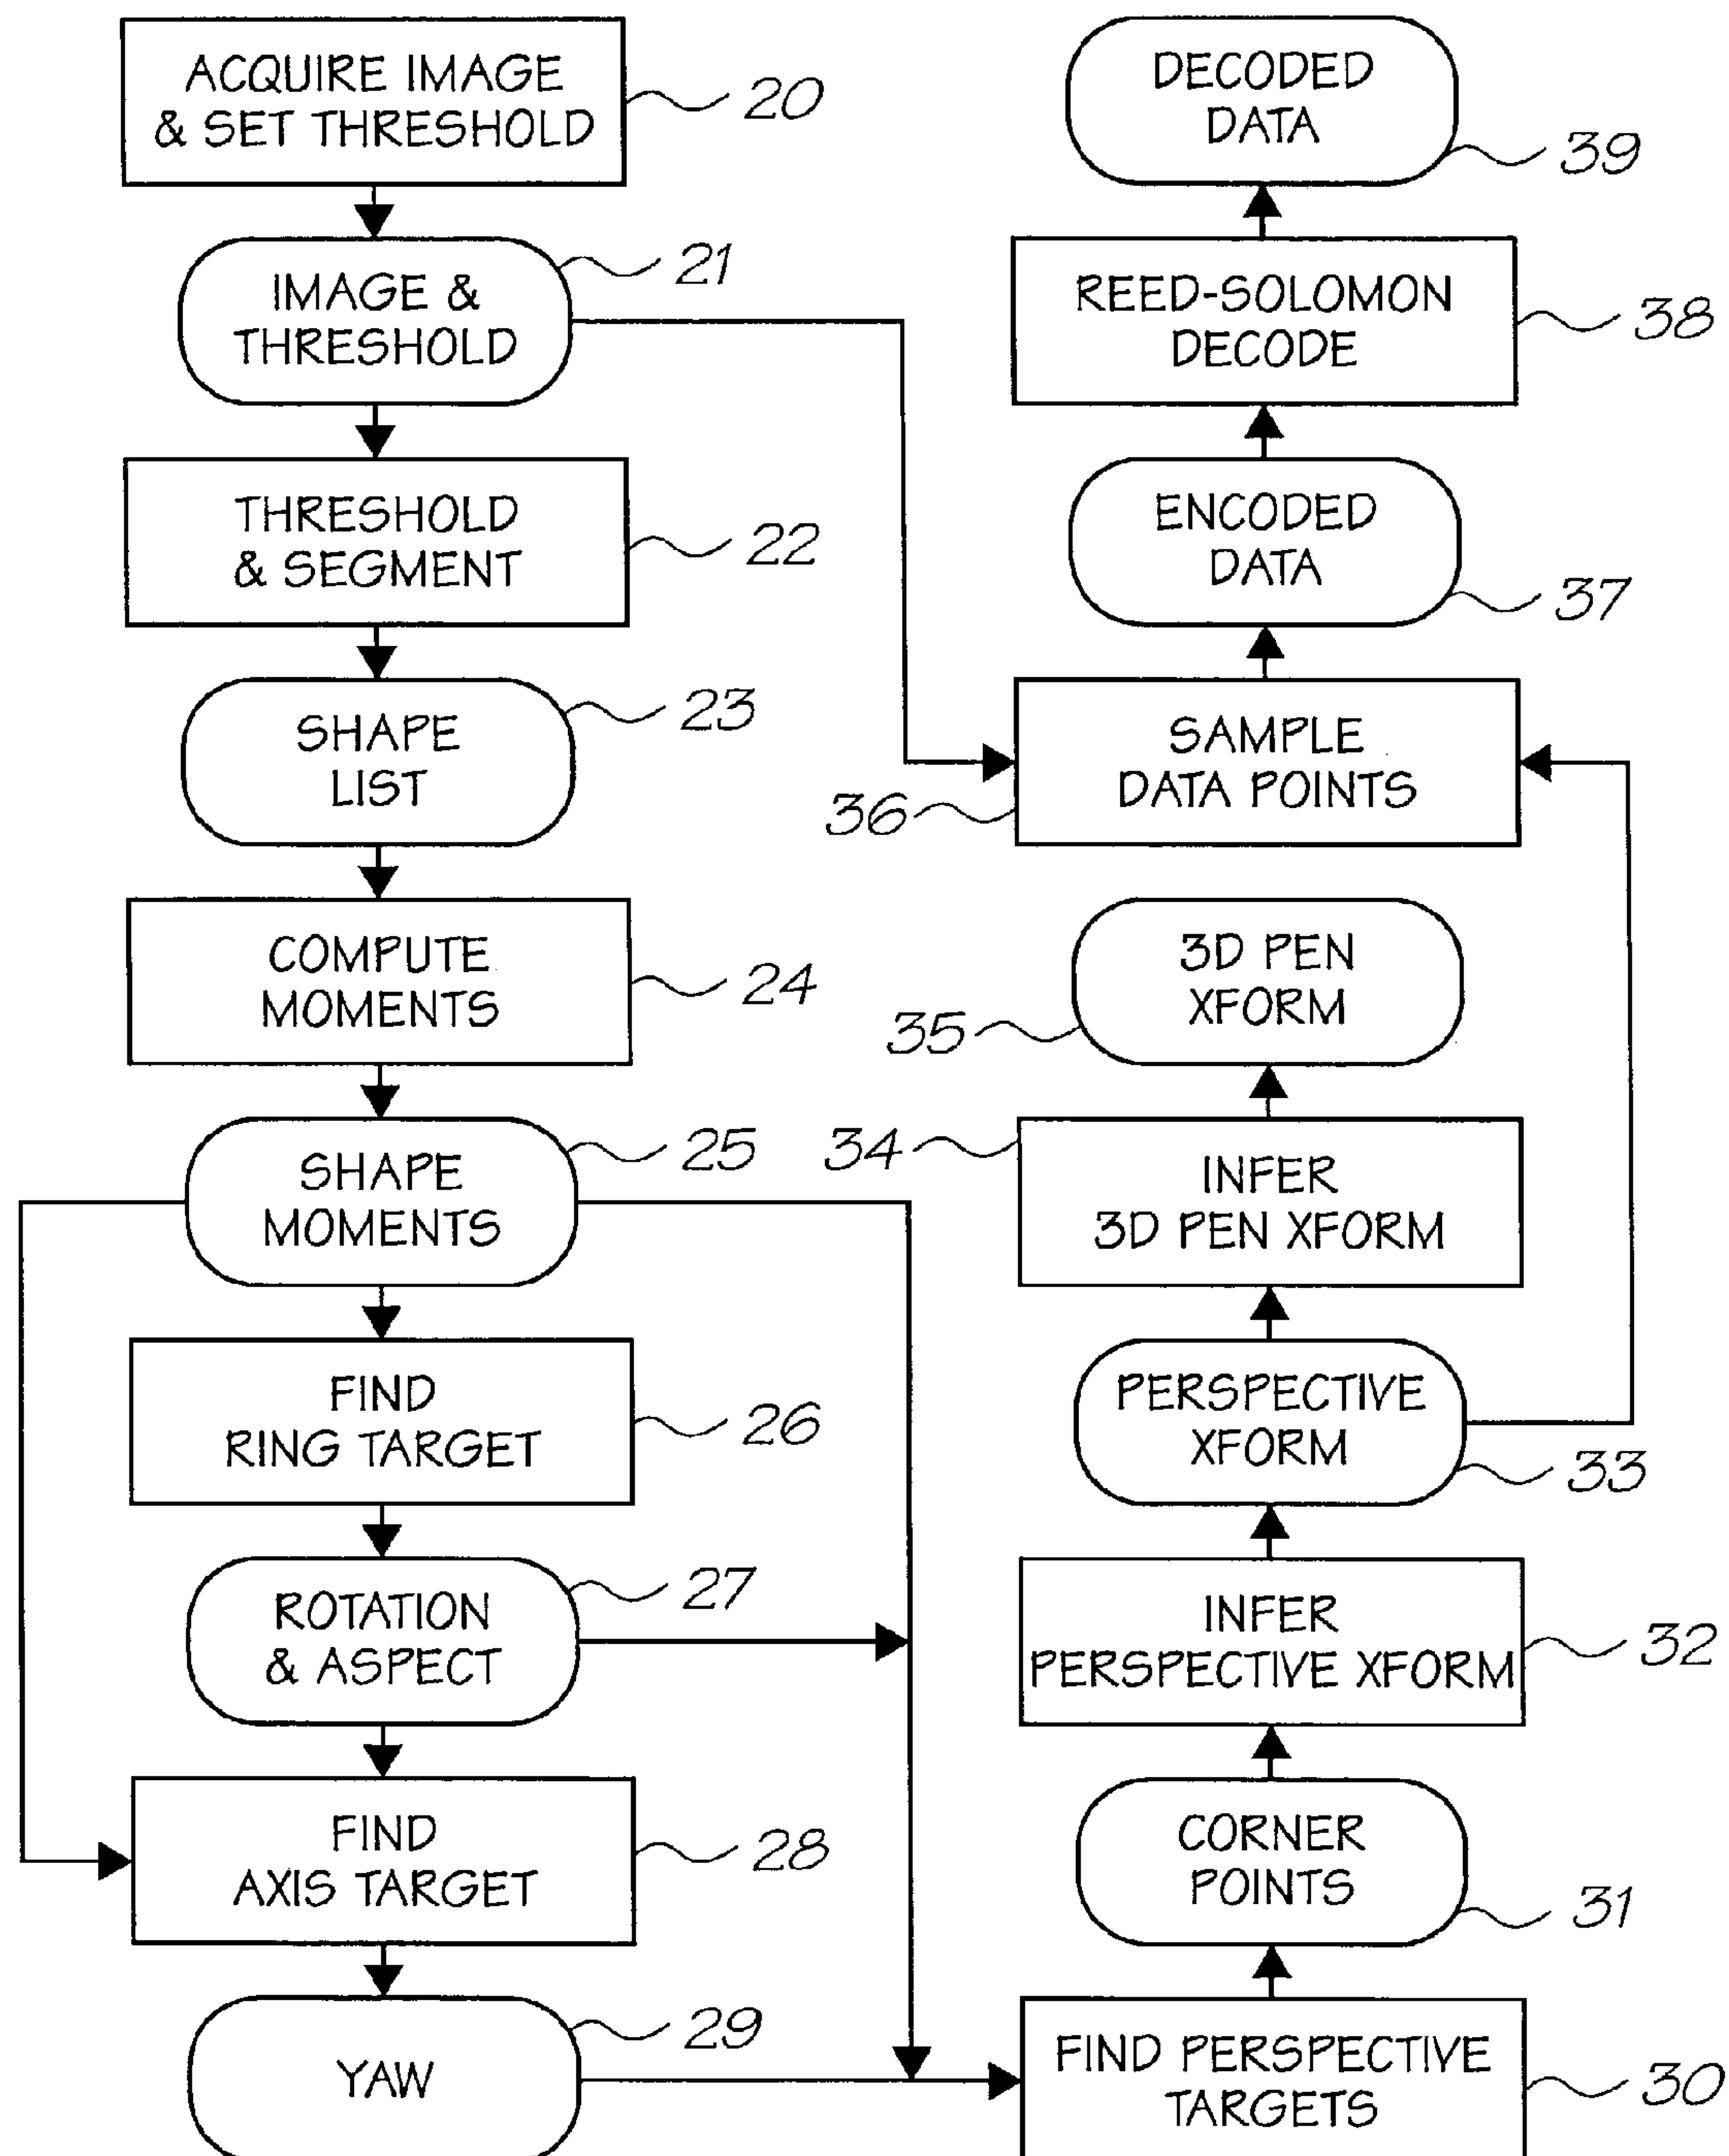 ACQUIRE IMAGE
& SET THRESHOLD
20
IMAGE &
THRESHOLD
21
THRESHOLD
& SEGMENT
22
SHAPE
LIST
23
COMPUTE
MOMENTS
24
SHAPE
MOMENTS
25
FIND
RING TARGET
26
ROTATION
& ASPECT
27
FIND
AXIS TARGET
28
YAW
29
DECODED
DATA
39
REED-SOLOMON
DECODE
38
ENCODED
DATA
37
SAMPLE
DATA POINTS
36
3D PEN
XFORM
35
INFER
3D PEN XFORM
34
PERSPECTIVE
XFORM
33
INFER
PERSPECTIVE XFORM
32
CORNER
POINTS
31
FIND PERSPECTIVE
TARGETS
30